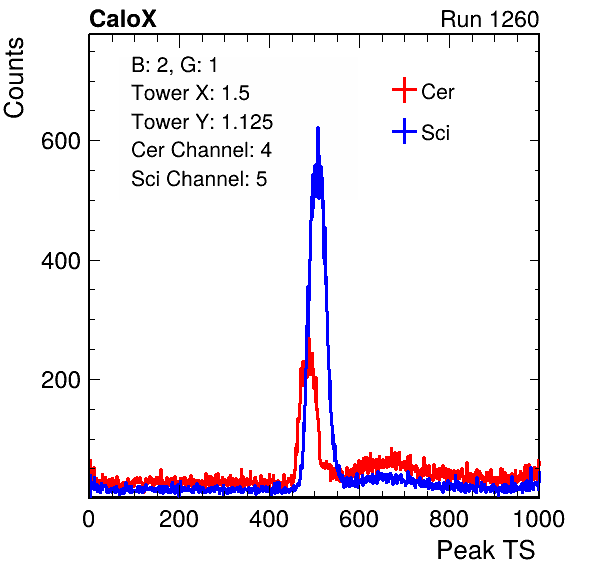 CaloX Run 1260
Counts
B: 2, G: 1
Tower X: 1.5
Tower Y: 1.125
Cer Channel: 4
Sci Channel: 5
Cer
Sci
600
400
200
0 200 400 600 800 1000
Peak TS